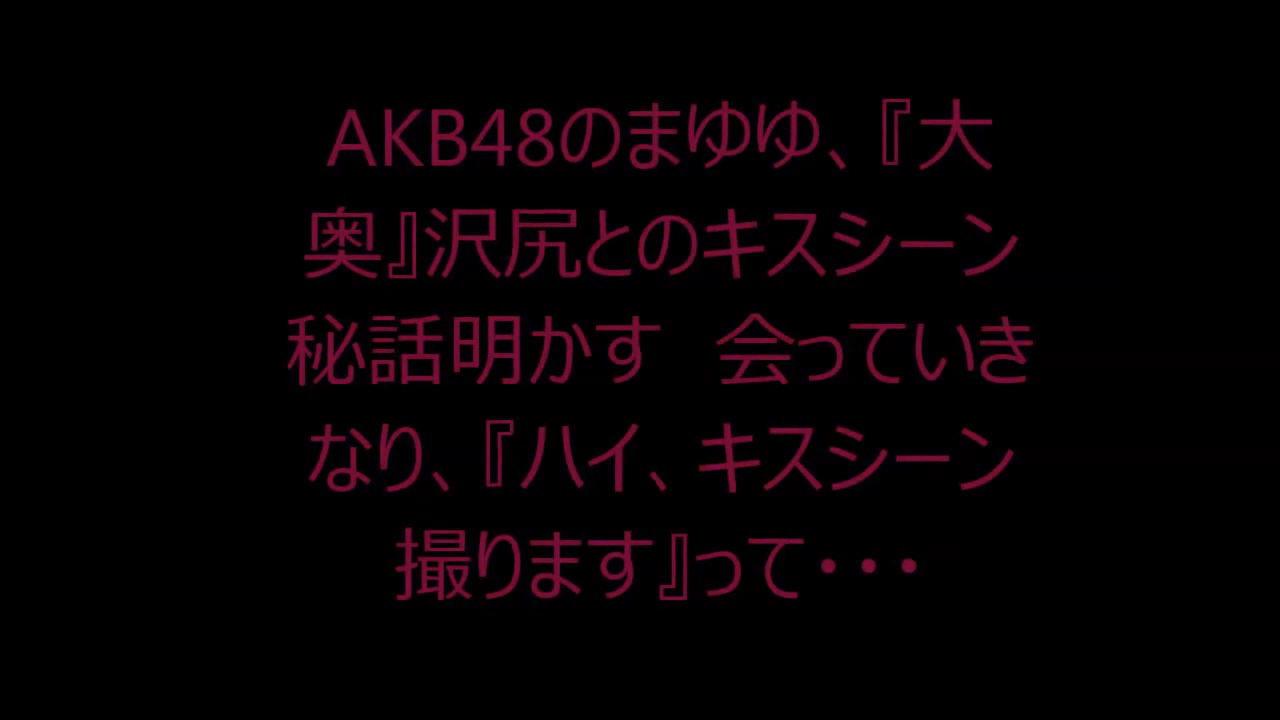 AKB48のまゆゆ、『大
奥』沢尻とのキスシーン
秘話明かす　会っていき
なり、『ハイ、キスシーン
撮ります』って・・・